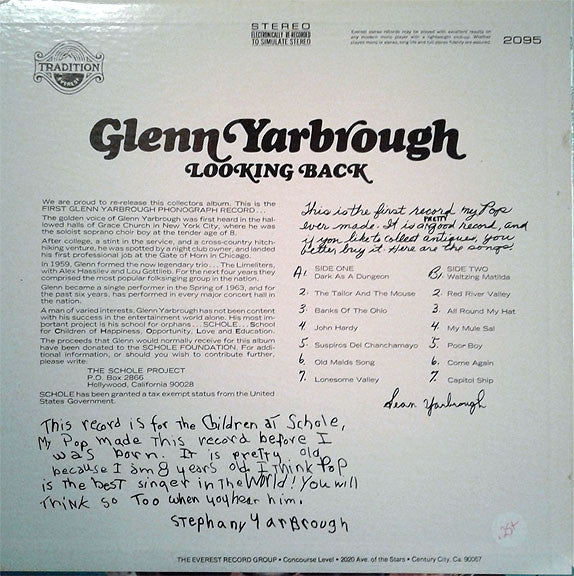 STEREO
ELECTRONICALLY RE-RECORDED
TO SIMULATE STEREO
Everest stereo records may be played with excellent results on
any modern mono player with a lightweight pick-up. Whether
played mono or stereo, long life and full stereo fidelity are assured.
2095
TRADITION
EVEREST
Glenn Yarbrough
LOOKING BACK
We are proud to re-release this collectors album. This is the
FIRST GLENN YARBROUGH PHONOGRAPH RECORD...
The golden voice of Glenn Yarbrough was first heard in the hal-
lowed halls of Grace Church in New York City, where he was
the soloist soprano choir boy at the tender age of 8.
After college, a stint in the service, and a cross-country hitch-
hiking venture, he was spotted by a night club owner, and landed
his first professional job at the Gate of Horn in Chicago.
In 1959, Glenn formed the now legendary trio ... The Limeliters,
with Alex Hassilev and Lou Gottlieb. For the next four years they
comprised the most popular folksinging group in the nation.
Glenn became a single performer in the Spring of 1963, and for
the past six years, has performed in every major concert hall in
the nation.
A man of varied interests, Glenn Yarbrough has not been content
with his success in the entertainment world alone. His most im-
portant project is his school for orphans ... SCHOLE... School
for Children of Happiness, Opportunity, Love and Education.
The proceeds that Glenn would normally receive for this album
have been donated to the SCHOLE FOUNDATION. For addi-
tional information, or should you wish to contribute further,
please write:
THE SCHOLE PROJECT
P.O. Box 2866
Hollywood, California 90028
SCHOLE has been granted a tax exempt status from the United
States Government.
This is the first record my Pops
ever made. It is a PRETTY good record, and
if you like to collect antiques, you
better buy it. Here are the songs:
A, SIDE ONE
Dark As A Dungeon
2. The Tailor And The Mouse
3. Banks Of The Ohio
4. John Hardy
5. Suspiros Del Chanchamayo
6. Old Maids Song
7. Lonesome Valley
B, SIDE TWO
Waltzing Matilda
2. Red River Valley
3. All Round My Hat
4. My Mule Sal
5. Poor Boy
6. Come Again
7. Capitol Ship
Sean Yarbrough
This record is for the Children at Schole,
My Pop made This record before I
was born. It is pretty old
because I am 8 years old. I Think Pop
is the best singer in the World! You will
Think so Too when you hear him.
Stephany Yarbrough
THE EVEREST RECORD GROUP • Concourse Level • 2020 Ave. of the Stars • Century City, Ca. 90067